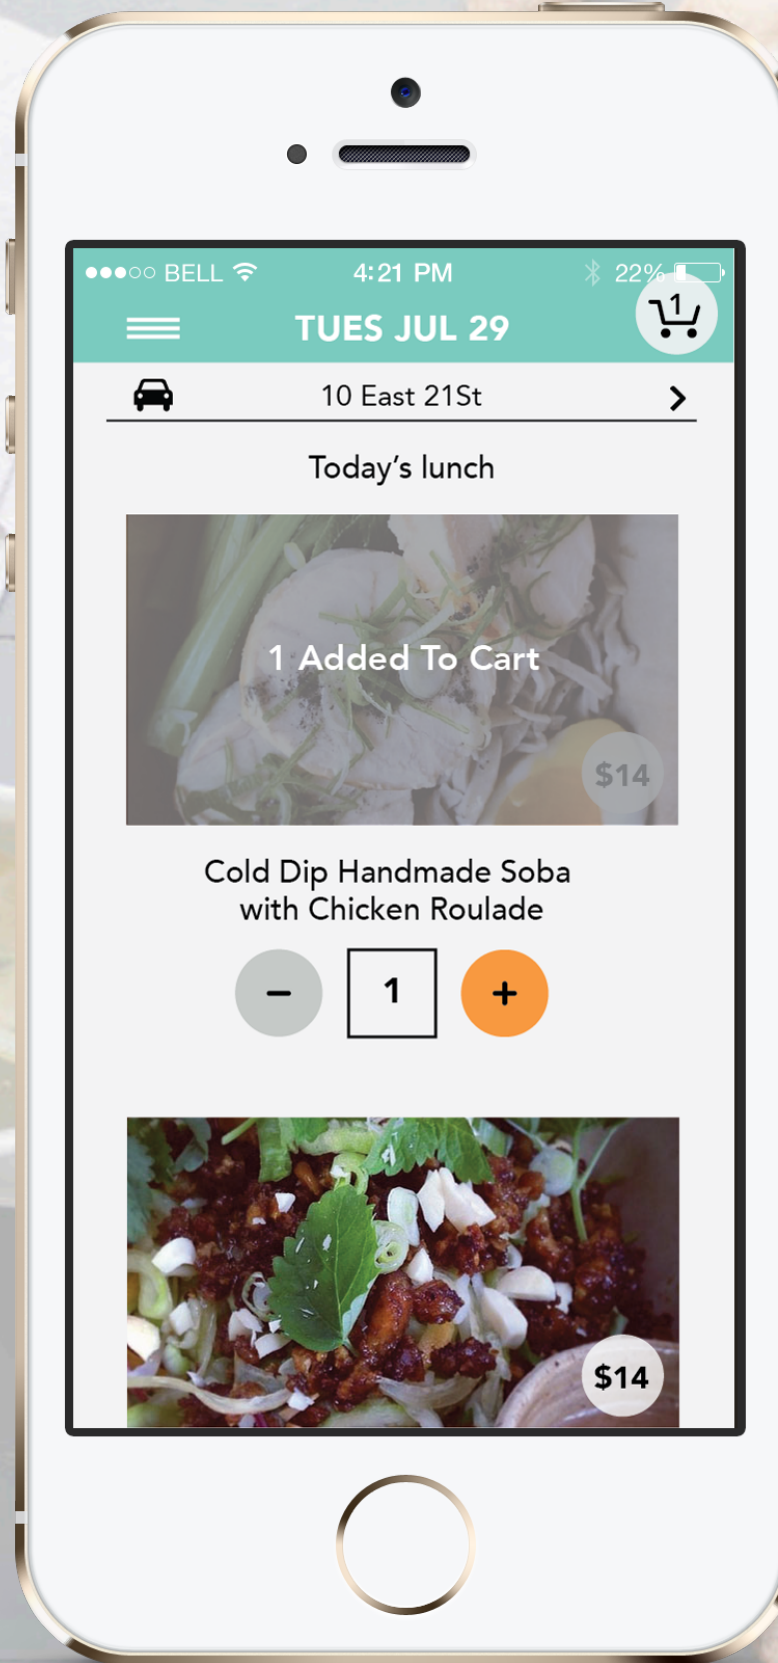 BELL 4:21 PM 22%
TUES JUL 29
1
10 East 21St
Today's lunch
1 Added To Cart
$14
Cold Dip Handmade Soba
with Chicken Roulade
− 1 +
$14